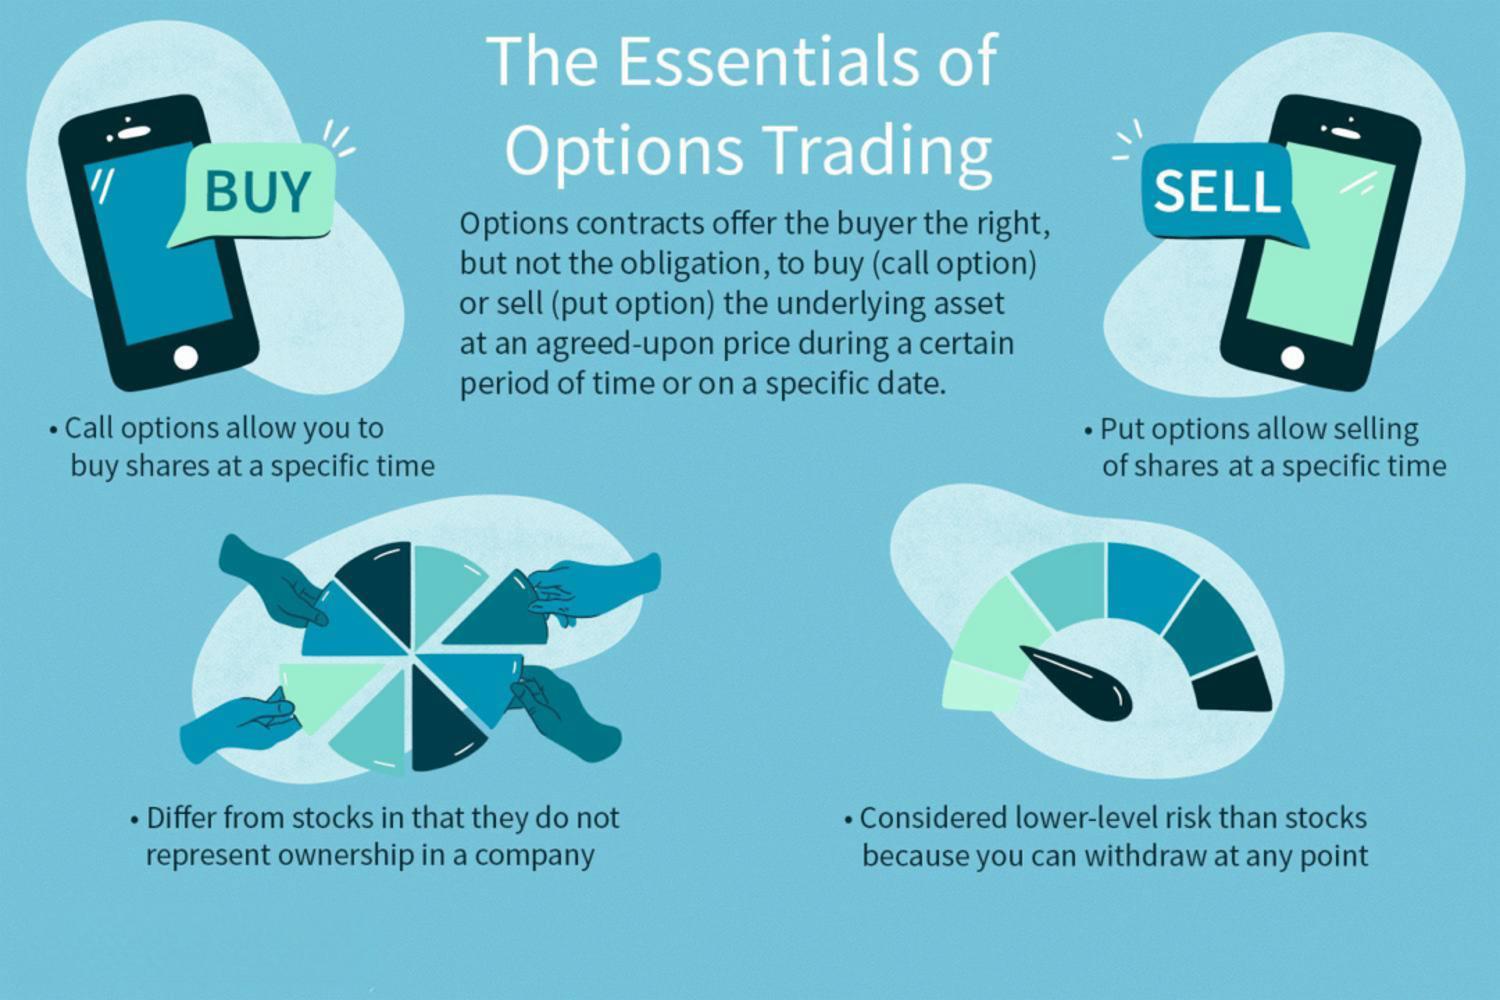 The Essentials of
Options Trading
BUY
SELL
Options contracts offer the buyer the right,
but not the obligation, to buy (call option)
or sell (put option) the underlying asset
at an agreed-upon price during a certain
period of time or on a specific date.
• Call options allow you to
buy shares at a specific time
• Put options allow selling
of shares at a specific time
• Differ from stocks in that they do not
represent ownership in a company
• Considered lower-level risk than stocks
because you can withdraw at any point